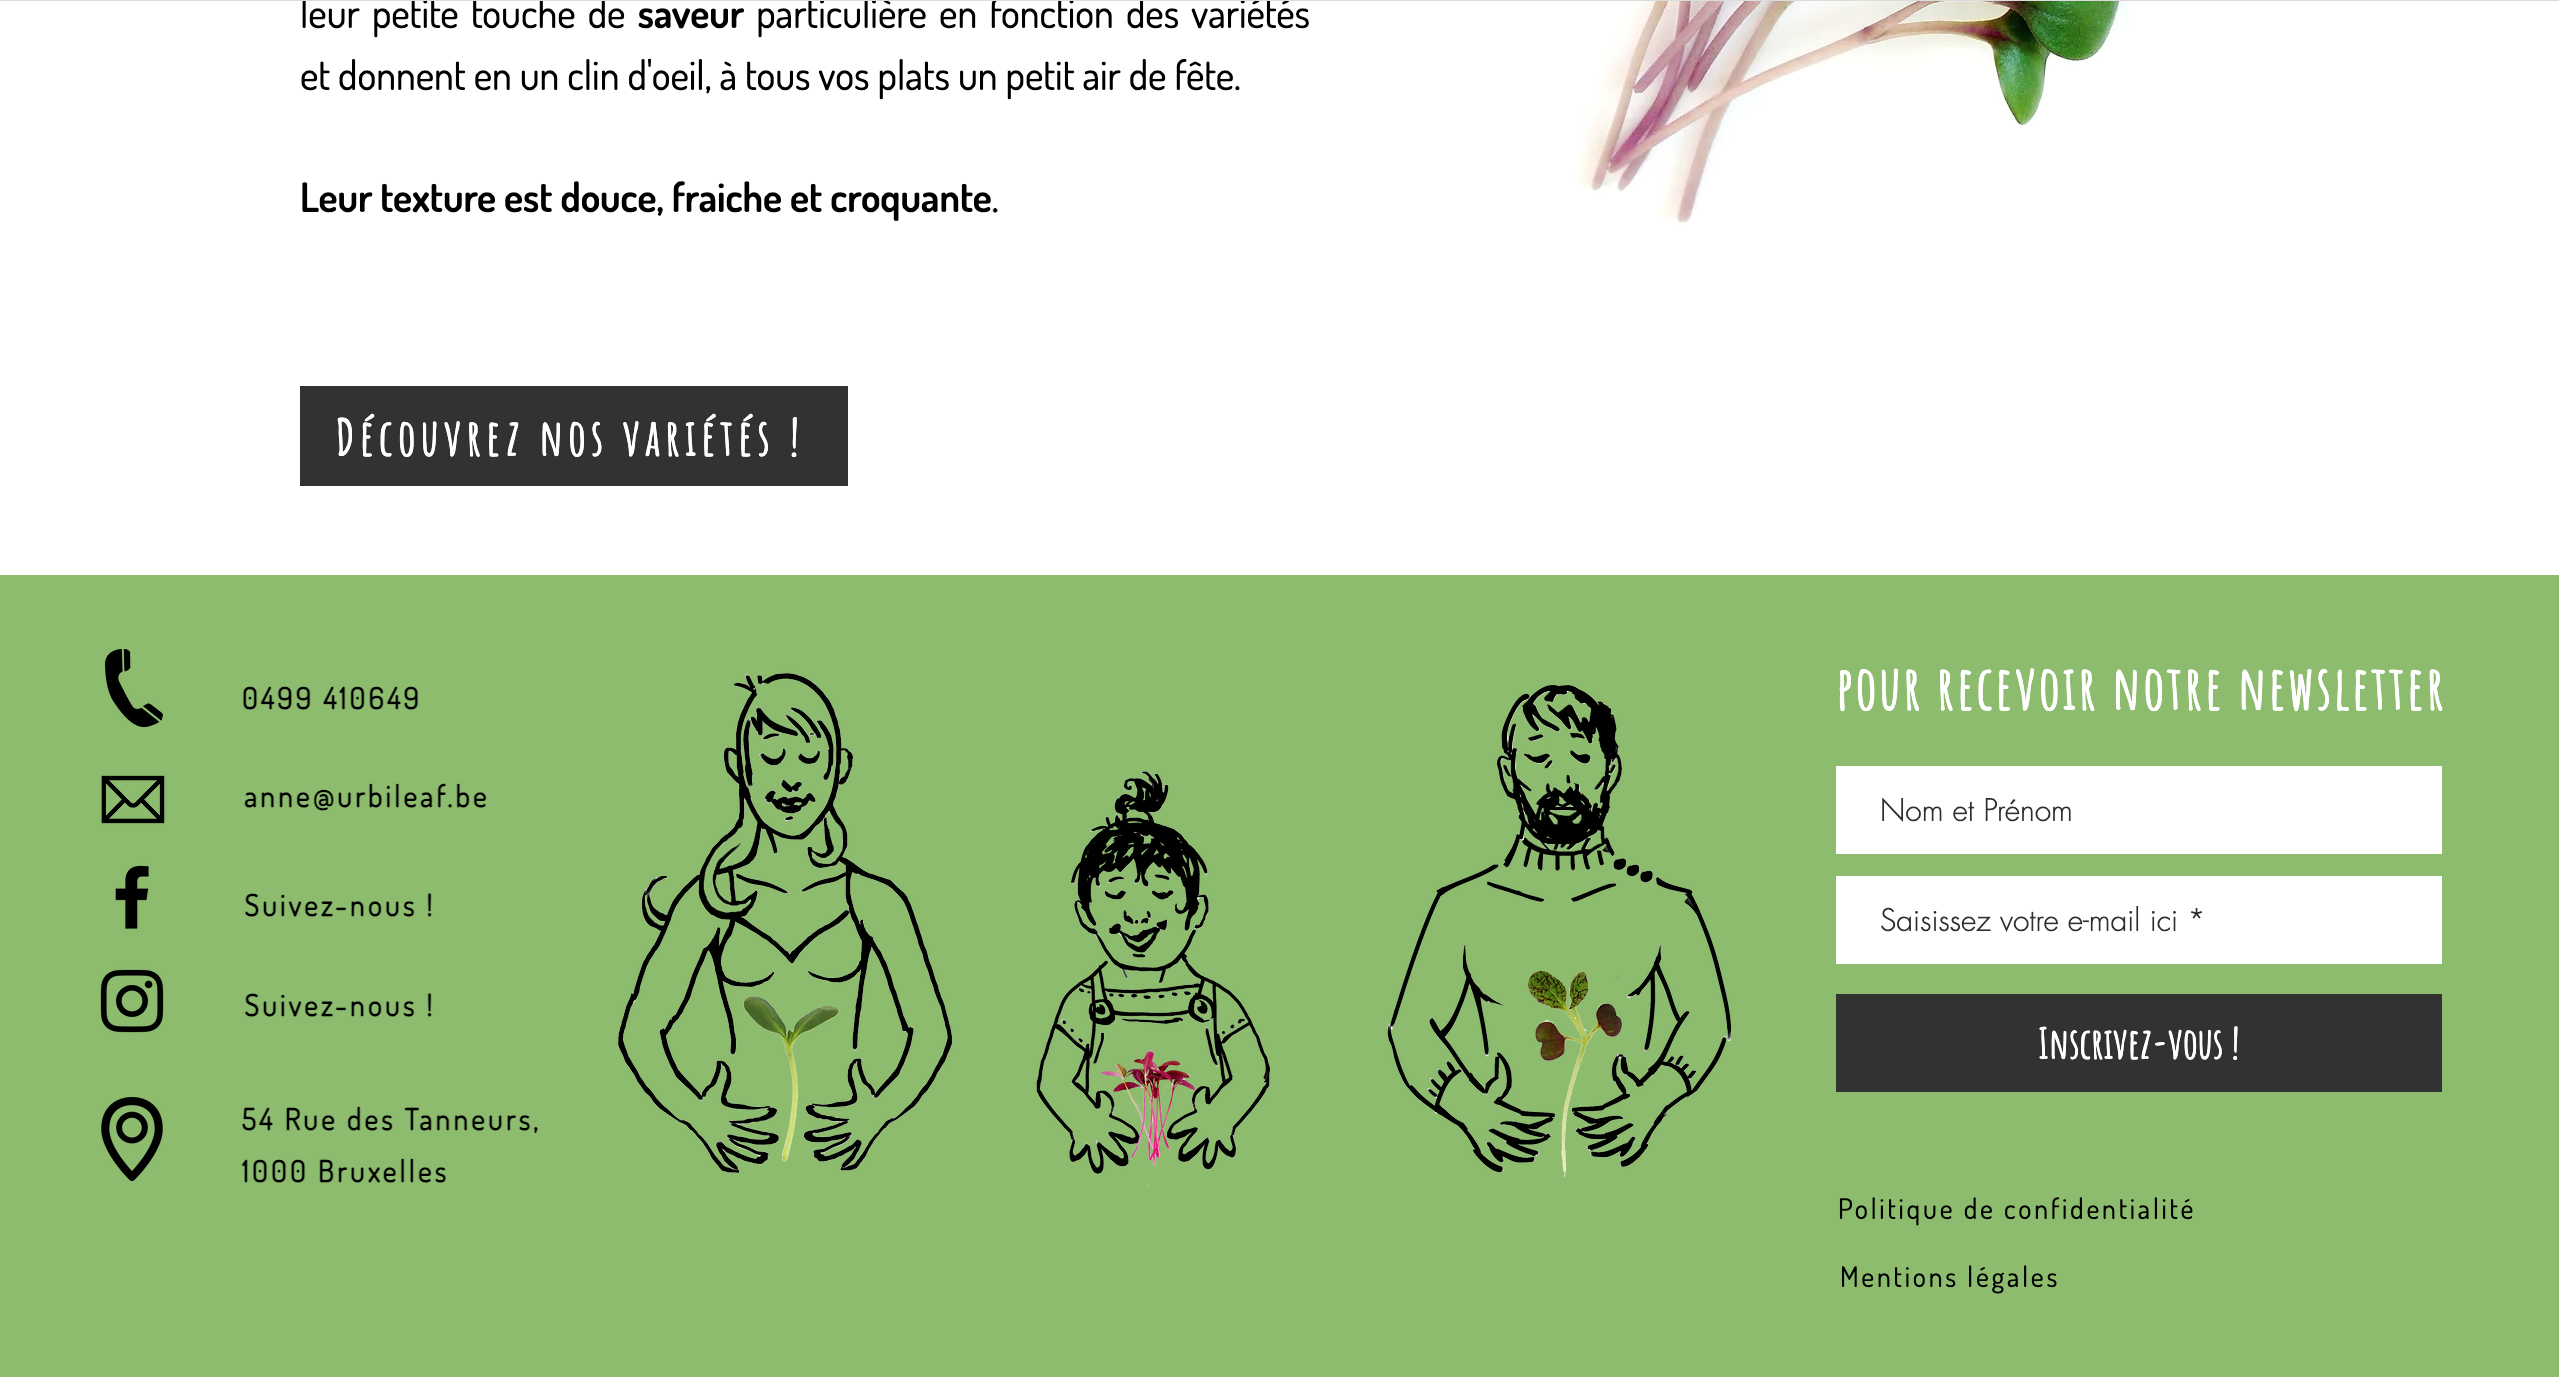 leur petite touche de saveur particulière en fonction des variétés
et donnent en un clin d'oeil, à tous vos plats un petit air de fête.
Leur texture est douce, fraiche et croquante.
Découvrez nos variétés !
0499 410649
anne@urbileaf.be
Suivez-nous !
Suivez-nous !
54 Rue des Tanneurs,
1000 Bruxelles
pour recevoir notre newsletter
Nom et Prénom
Saisissez votre e-mail ici *
Inscrivez-vous !
Politique de confidentialité
Mentions légales